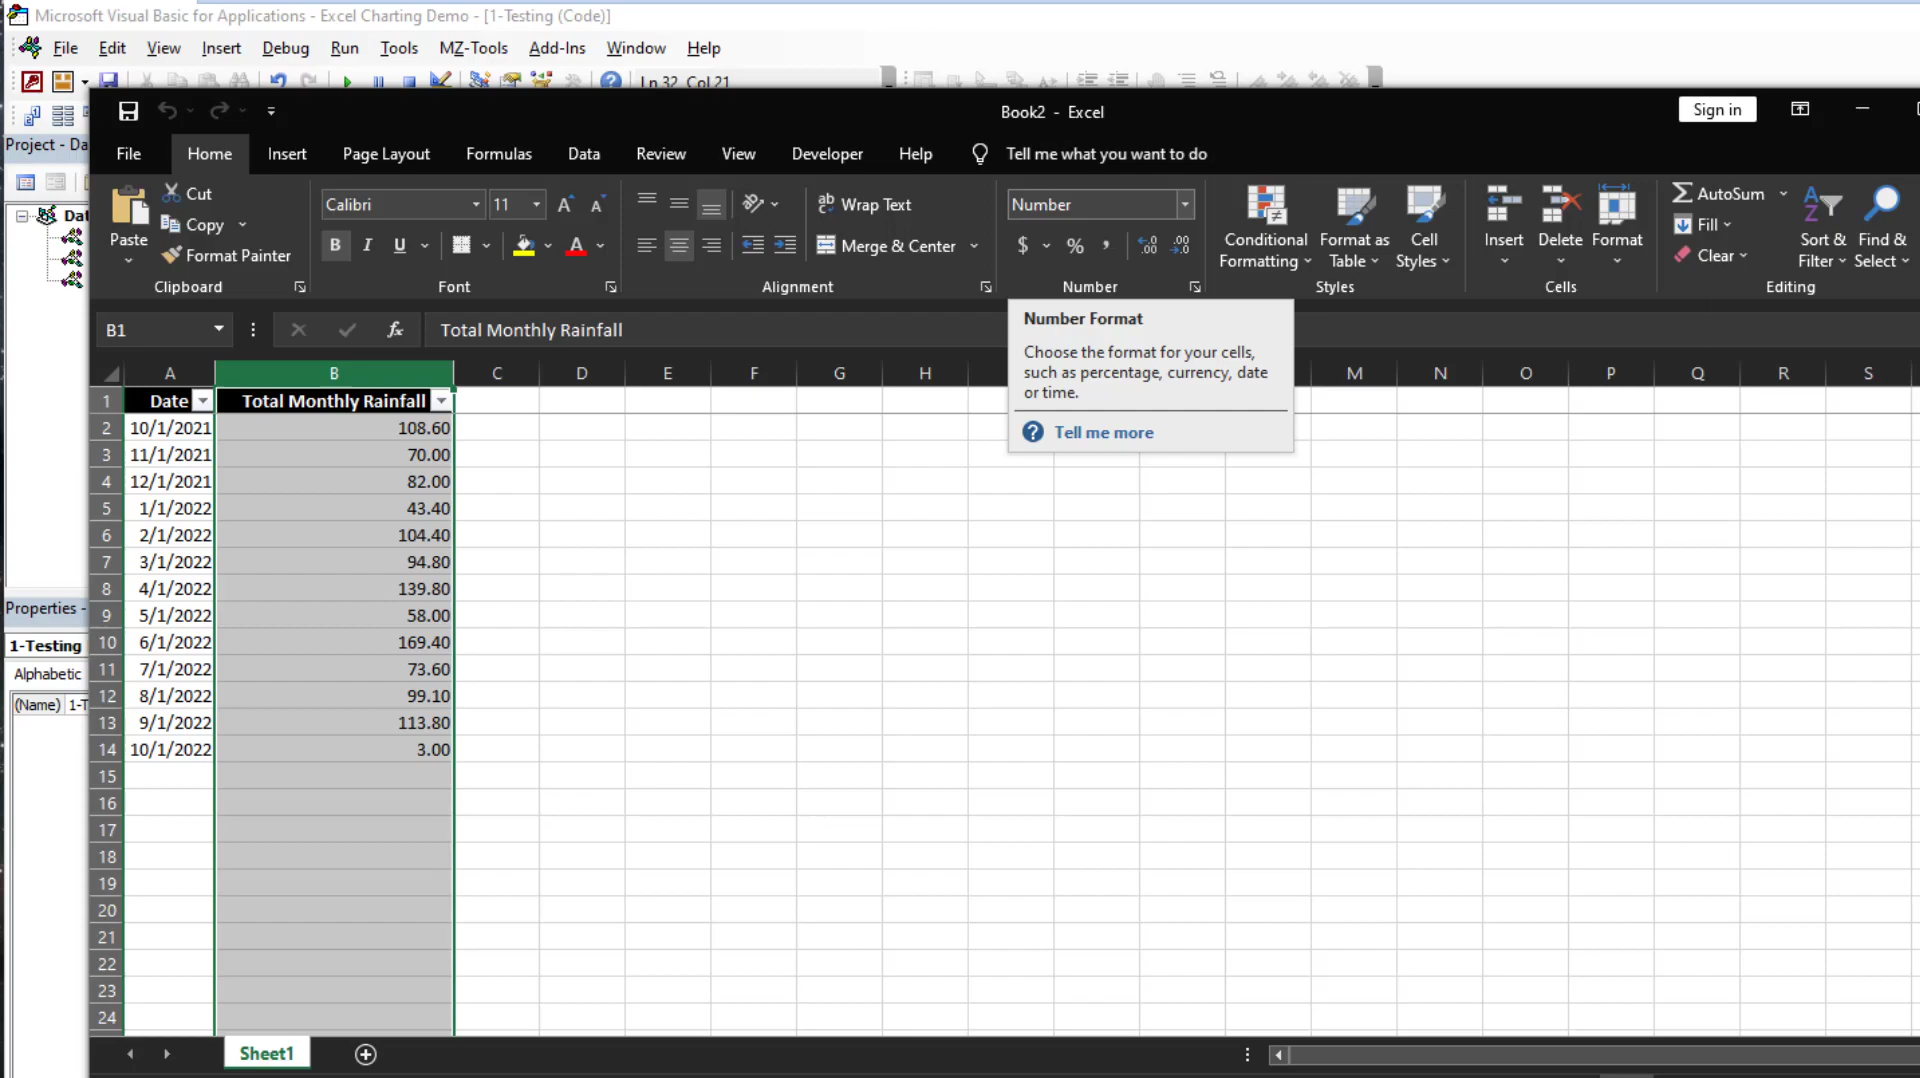 Microsoft Visual Basic for Applications - Excel Charting Demo - [1-Testing (Code)]
File Edit View Insert Debug Run Tools MZ-Tools Add-Ins Window Help
Ln 32, Col 21
Book2 - Excel
Sign in
Project - Da
File Home Insert Page Layout Formulas Data Review View Developer Help Tell me what you want to do
Cut
Copy
Format Painter
Paste
Clipboard
Calibri 11
B I U
Font
Wrap Text
Merge & Center
Alignment
Number
$ % ,
Number
Conditional Formatting
Format as Table
Cell Styles
Styles
Insert Delete Format
Cells
AutoSum
Fill
Clear
Sort & Filter
Find & Select
Editing
Dat
B1 fx Total Monthly Rainfall
Number Format
Choose the format for your cells,
such as percentage, currency, date
or time.
Tell me more
A B C D E F G H M N O P Q R S
1 Date Total Monthly Rainfall
2 10/1/2021 108.60
3 11/1/2021 70.00
4 12/1/2021 82.00
5 1/1/2022 43.40
6 2/1/2022 104.40
7 3/1/2022 94.80
8 4/1/2022 139.80
9 5/1/2022 58.00
10 6/1/2022 169.40
11 7/1/2022 73.60
12 8/1/2022 99.10
13 9/1/2022 113.80
14 10/1/2022 3.00
15
16
17
18
19
20
21
22
23
24
Properties -
1-Testing
Alphabetic
(Name) 1-T
Sheet1